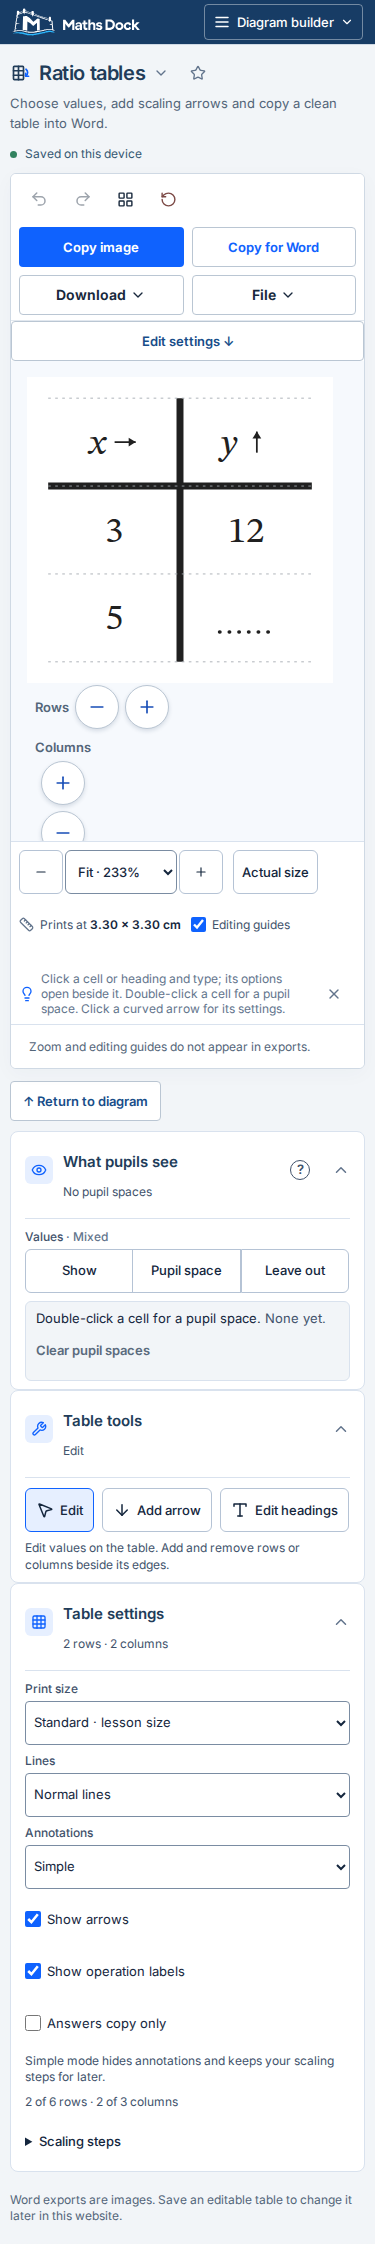 Maths Dock
Diagram builder
Ratio tables
Choose values, add scaling arrows and copy a clean
table into Word.
Saved on this device
Copy image
Copy for Word
Download
File
Edit settings ↓
x →
y ↑
3
12
5
......
Rows
Columns
Fit · 233%
Actual size
Prints at 3.30 × 3.30 cm
Editing guides
Click a cell or heading and type; its options
open beside it. Double-click a cell for a pupil
space. Click a curved arrow for its settings.
Zoom and editing guides do not appear in exports.
↑ Return to diagram
What pupils see
No pupil spaces
Values · Mixed
Show
Pupil space
Leave out
Double-click a cell for a pupil space. None yet.
Clear pupil spaces
Table tools
Edit
Edit
Add arrow
Edit headings
Edit values on the table. Add and remove rows or
columns beside its edges.
Table settings
2 rows · 2 columns
Print size
Standard · lesson size
Lines
Normal lines
Annotations
Simple
Show arrows
Show operation labels
Answers copy only
Simple mode hides annotations and keeps your scaling
steps for later.
2 of 6 rows · 2 of 3 columns
Scaling steps
Word exports are images. Save an editable table to change it
later in this website.